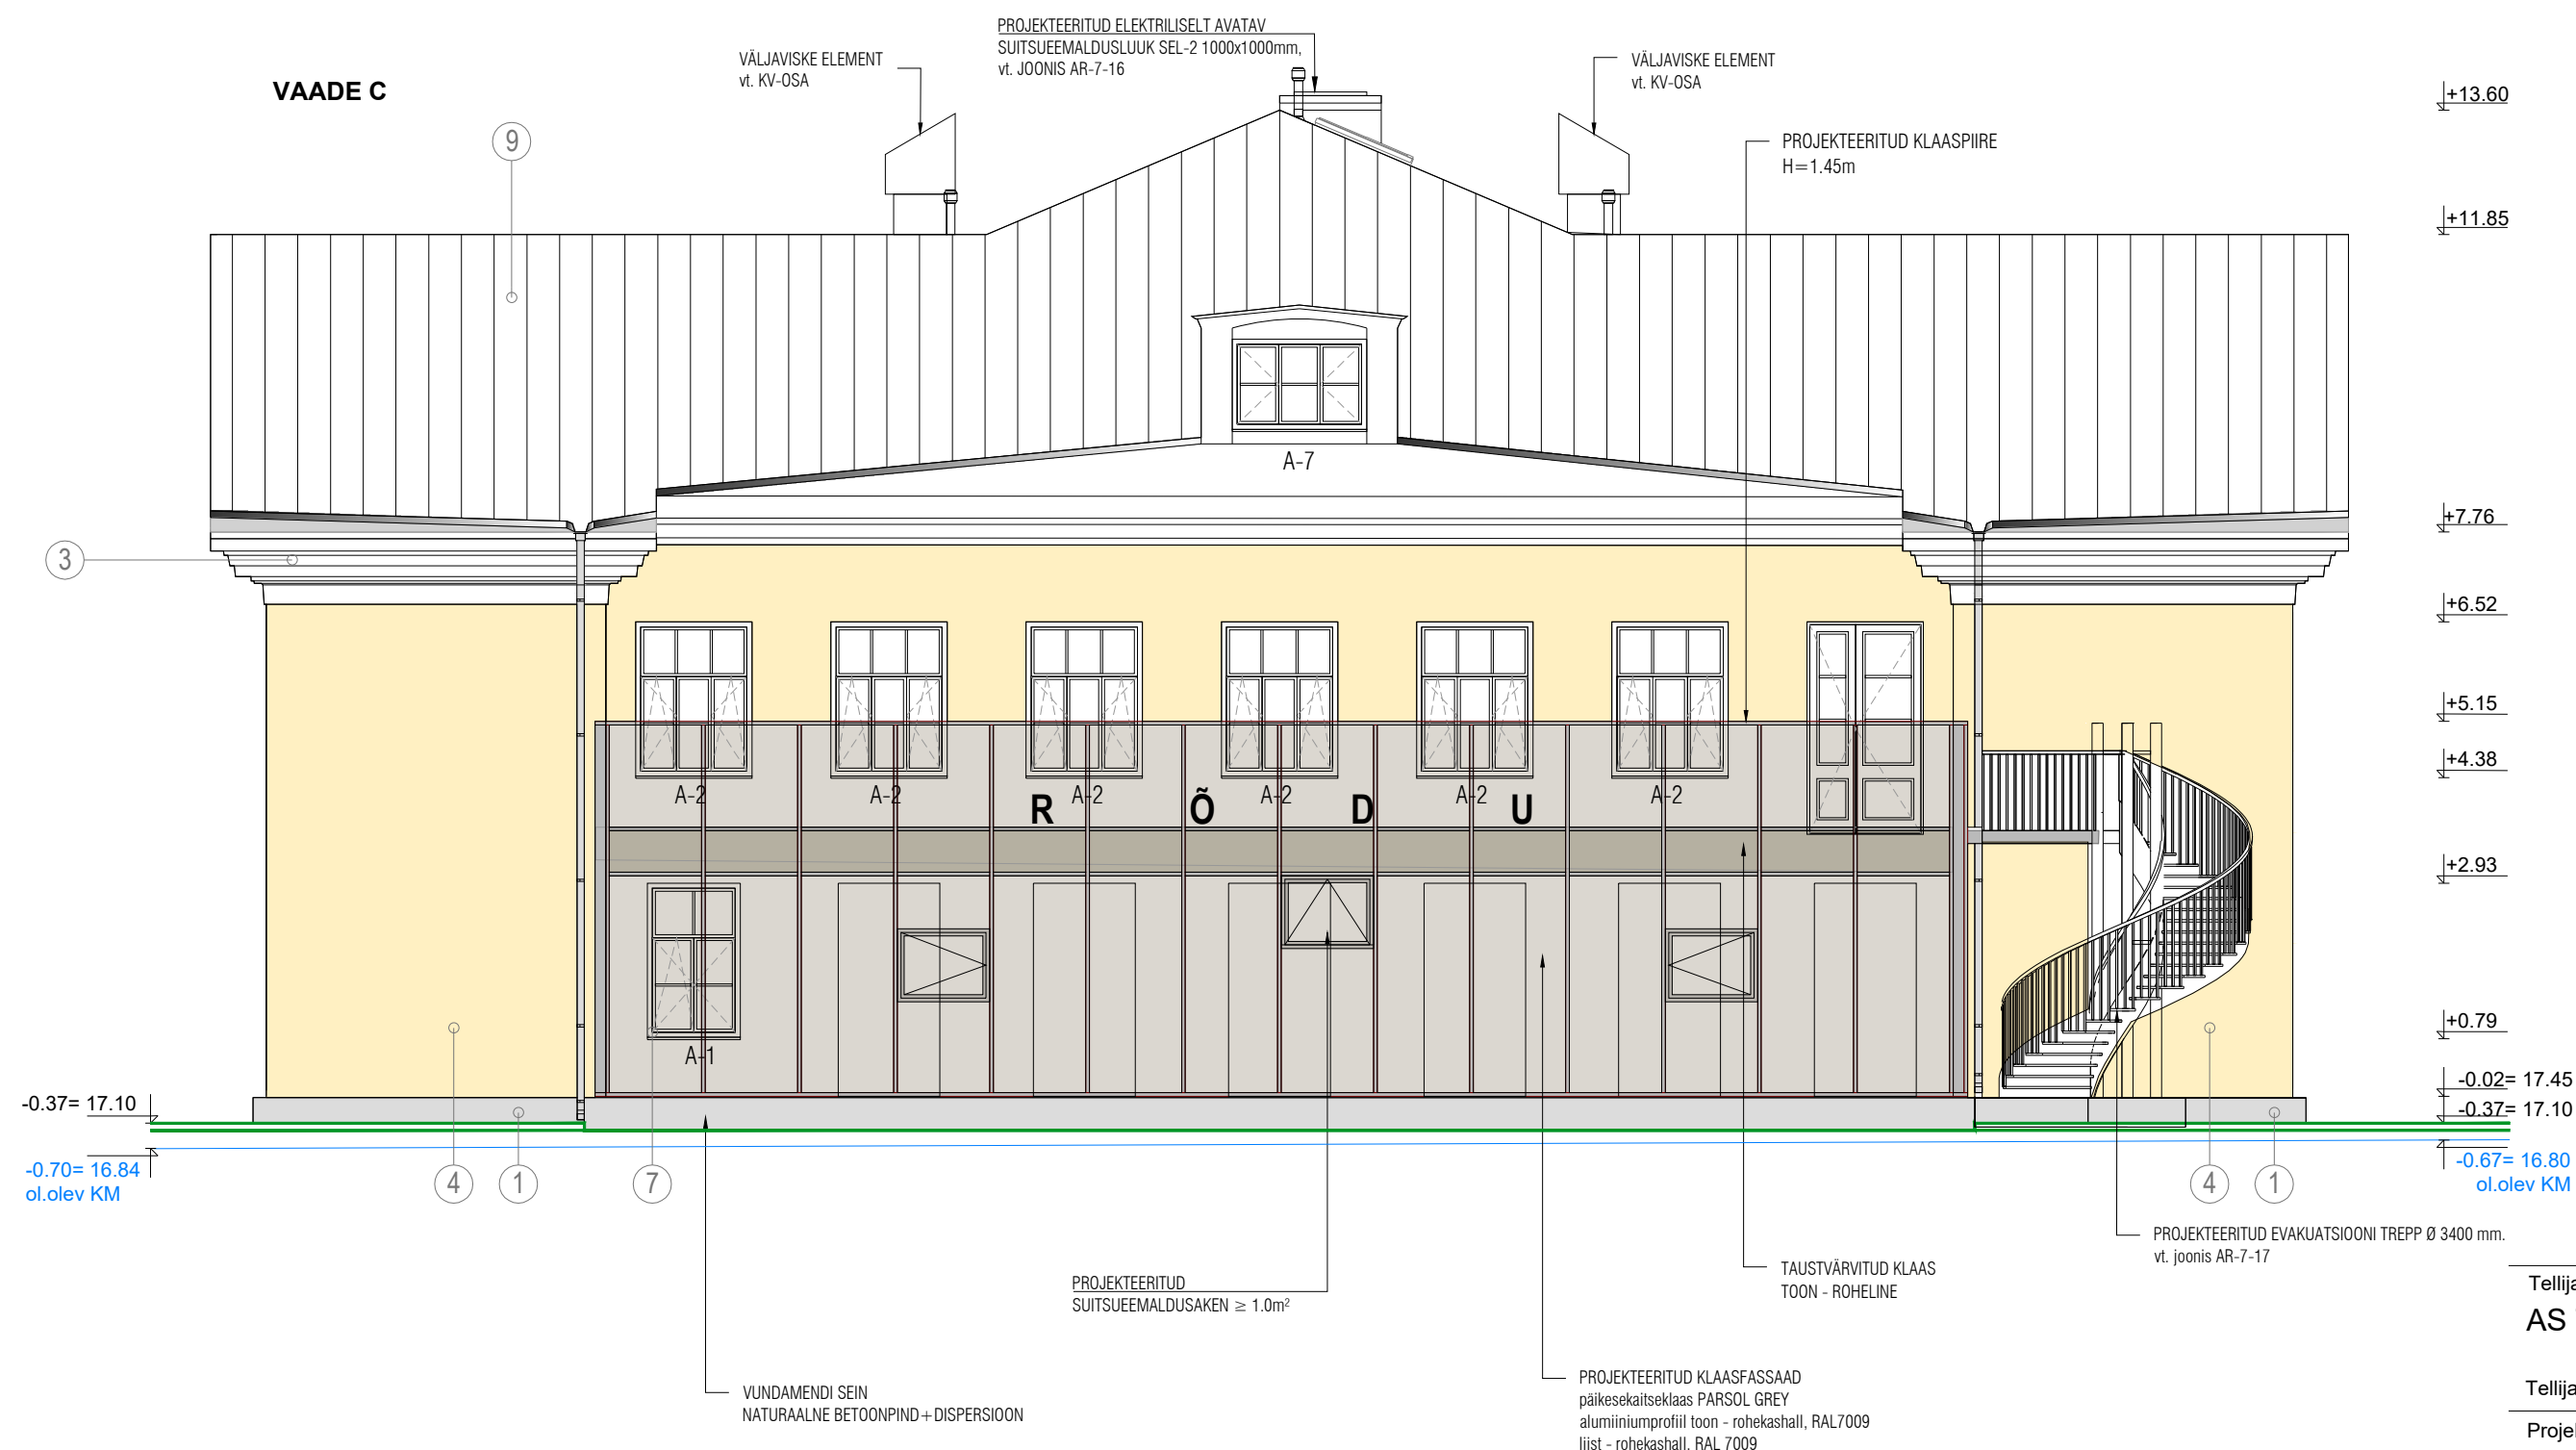 PROJEKTEERITUD ELEKTRILISELT AVATAV
SUITSUEEMALDUSLUUK SEL-2 1000x1000mm,
vt. JOONIS AR-7-16
VÄLJAVISKE ELEMENT
vt. KV-OSA
VÄLJAVISKE ELEMENT
vt. KV-OSA
VAADE C
+13.60
9
PROJEKTEERITUD KLAASPIIRE
H=1.45m
+11.85
A-7
+7.76
3
+6.52
+5.15
+4.38
A-2
A-2
A-2
A-2
A-2
A-2
R Õ D U
+2.93
+0.79
A-1
-0.02= 17.45
-0.37= 17.10
-0.37= 17.10
-0.70= 16.84
ol.olev KM
-0.67= 16.80
ol.olev KM
4
1
7
4
1
PROJEKTEERITUD EVAKUATSIOONI TREPP Ø 3400 mm.
vt. joonis AR-7-17
TAUSTVÄRVITUD KLAAS
TOON - ROHELINE
PROJEKTEERITUD
SUITSUEEMALDUSAKEN ≥ 1.0m²
Tellija
AS
PROJEKTEERITUD KLAASFASSAAD
päikesekaitseklaas PARSOL GREY
alumiiniumprofiil toon - rohekashall, RAL7009
liist - rohekashall, RAL 7009
VUNDAMENDI SEIN
NATURAALNE BETOONPIND+DISPERSIOON
Tellija
Projel